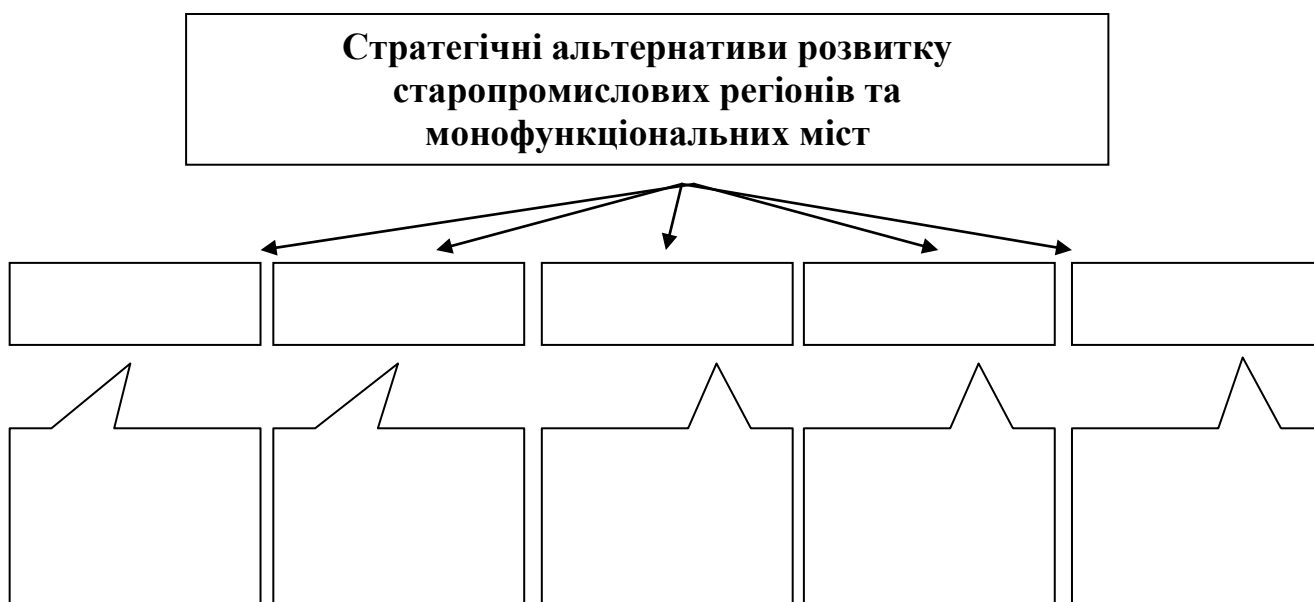 Стратегічні альтернативи розвитку
старопромислових регіонів та
монофункціональних міст